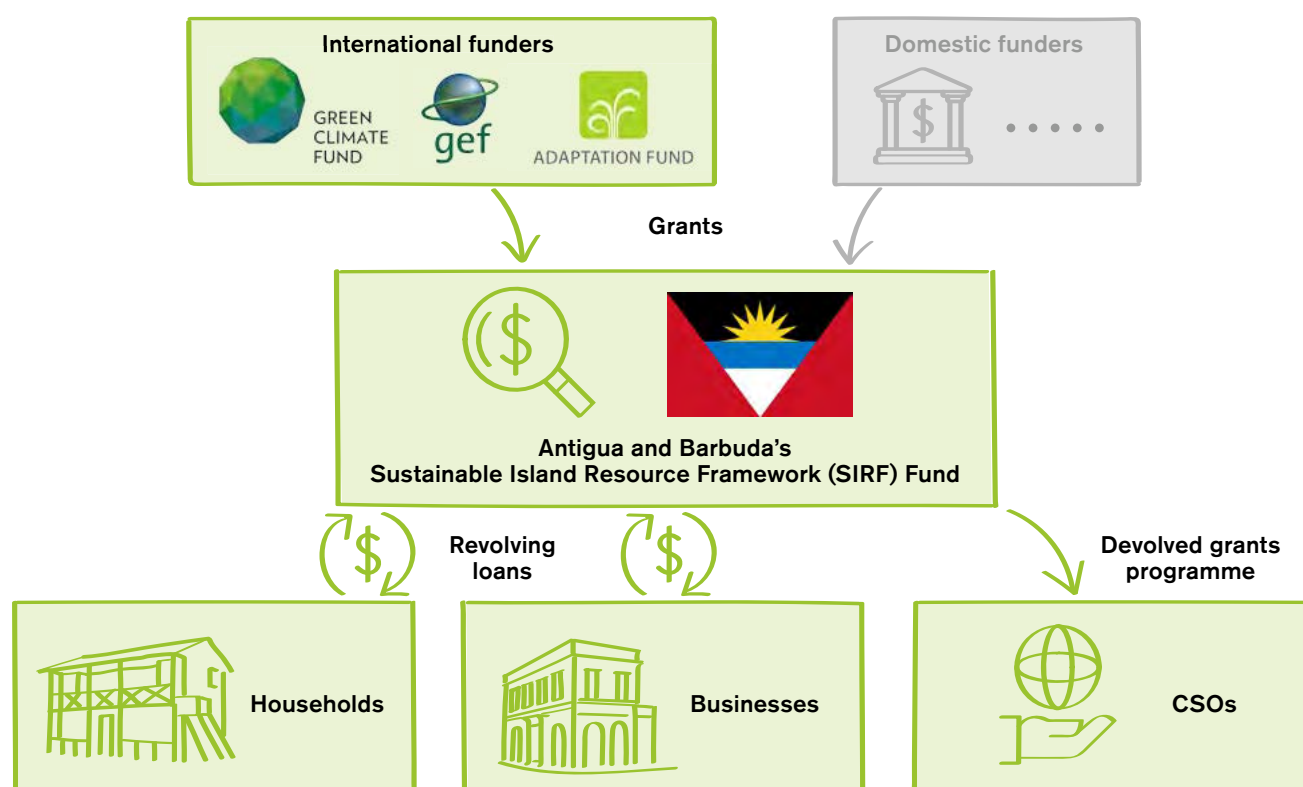 International funders
GREEN
CLIMATE
FUND
gef
ADAPTATION FUND
Domestic funders
$
.....
Grants
$
Antigua and Barbuda's
Sustainable Island Resource Framework (SIRF) Fund
$
Revolving
loans
$
Devolved grants
programme
Households
Businesses
CSOs